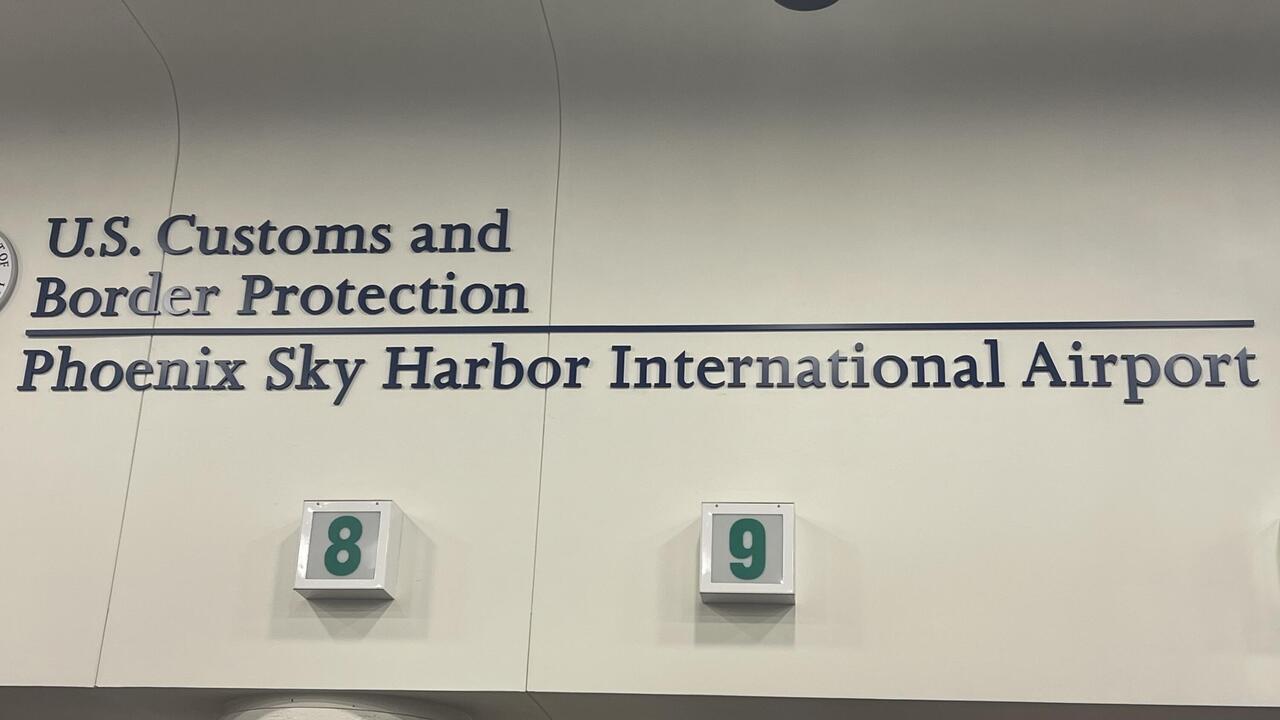 U.S. Customs and
Border Protection
Phoenix Sky Harbor International Airport
8
9